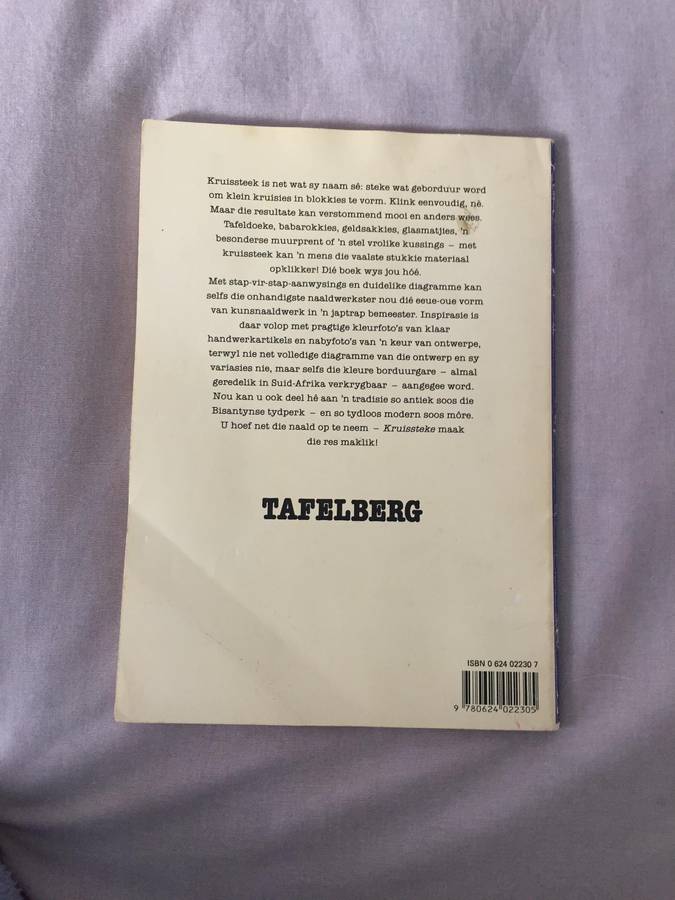 Kruissteek is net wat sy naam sê: steke wat geborduur word
om klein kruisies in blokkies te vorm. Klink eenvoudig, nè.
Maar die resultate kan verstommend mooi en anders wees.
Tafeldoeke, babarokkies, geldsakkies, glasmatjies, 'n
besonderse muurprent of 'n stel vrolike kussings – met
kruissteek kan 'n mens die vaalste stukkie materiaal
opklikker! Dié boek wys jou hóé.
Met stap-vir-stap-aanwysings en duidelike diagramme kan
selfs die onhandigste naaldwerkster nou dié eeue-oue vorm
van kunsnaaldwerk in 'n japtrap bemeester. Inspirasie is
daar volop met pragtige kleurfoto's van klaar
handwerkartikels en nabyfoto's van 'n keur van ontwerpe,
terwyl nie net volledige diagramme van die ontwerp en sy
variasies nie, maar selfs die kleure borduurgare – almal
geredelik in Suid-Afrika verkrygbaar – aangegee word.
Nou kan u ook deel hê aan 'n tradisie so antiek soos die
Bisantynse tydperk – en so tydloos modern soos môre.
U hoef net die naald op te neem – Kruissteke maak
die res maklik!
TAFELBERG
ISBN 0 624 02230 7
9 780624 022305